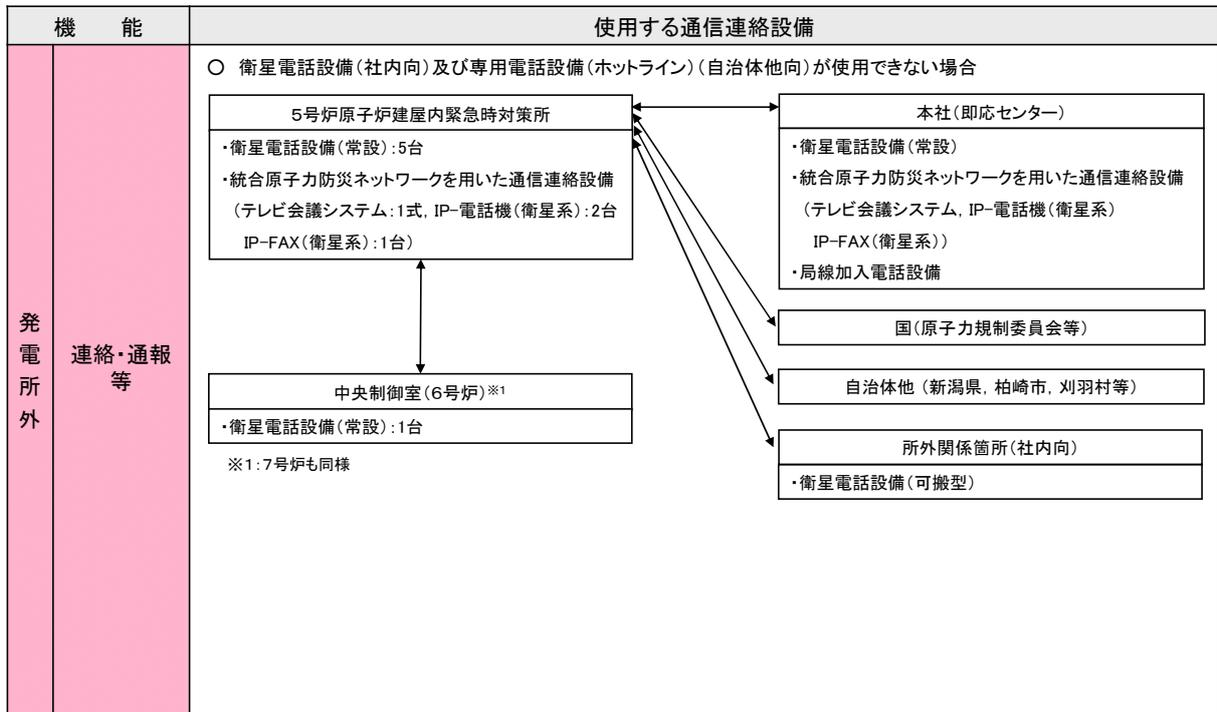 機 能
使用する通信連絡設備
発電所外
連絡・通報
等
○ 衛星電話設備(社内向)及び専用電話設備(ホットライン)(自治体他向)が使用できない場合
5号炉原子炉建屋内緊急時対策所
・衛星電話設備(常設):5台
・統合原子力防災ネットワークを用いた通信連絡設備
(テレビ会議システム:1式, IP-電話機(衛星系):2台
IP-FAX(衛星系):1台)
中央制御室(6号炉)※1
・衛星電話設備(常設):1台
※1:7号炉も同様
本社(即応センター)
・衛星電話設備(常設)
・統合原子力防災ネットワークを用いた通信連絡設備
(テレビ会議システム, IP-電話機(衛星系)
IP-FAX(衛星系))
・局線加入電話設備
国(原子力規制委員会等)
自治体他 (新潟県, 柏崎市, 刈羽村等)
所外関係箇所(社内向)
・衛星電話設備(可搬型)